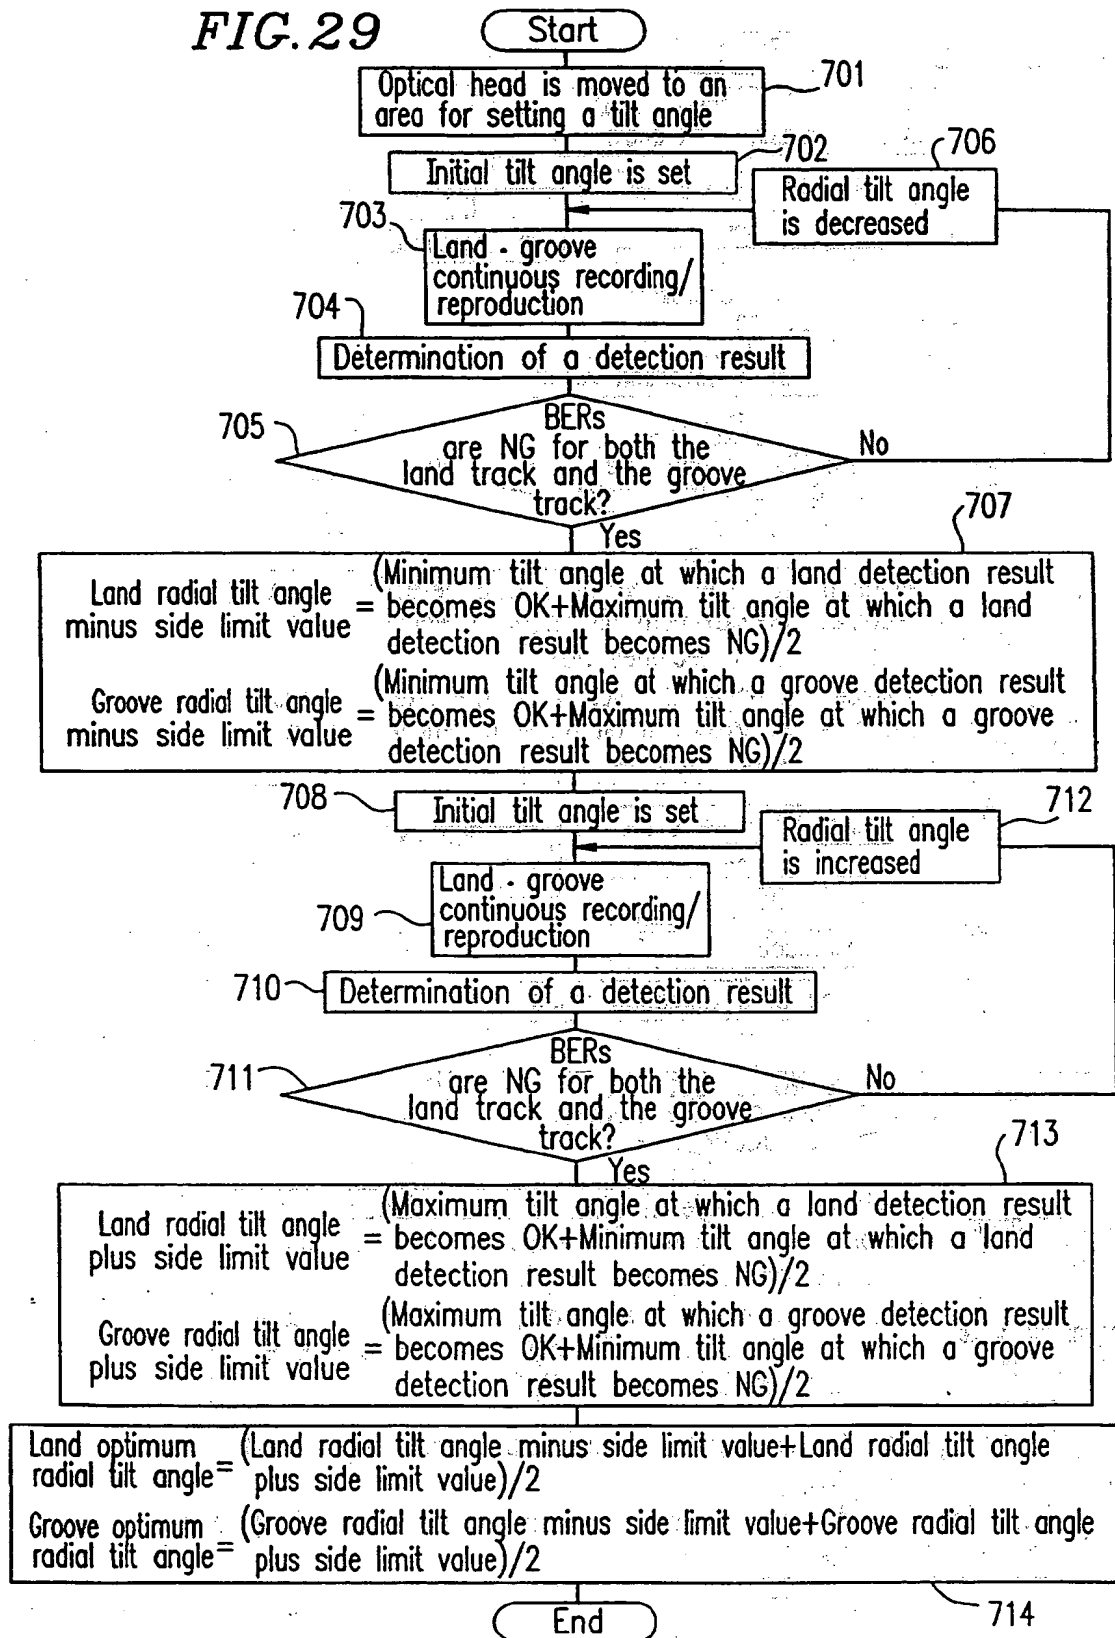 FIG.29
Start
701
Optical head is moved to an
area for setting a tilt angle
702
Initial tilt angle is set
706
Radial tilt angle
is decreased
703
Land - groove
continuous recording/
reproduction
704
Determination of a detection result
705
BERs
are NG for both the
land track and the groove
track?
No
Yes
707
Land radial tilt angle
minus side limit value
=
(Minimum tilt angle at which a land detection result
becomes OK+Maximum tilt angle at which a land
detection result becomes NG)/2
Groove radial tilt angle
minus side limit value
=
(Minimum tilt angle at which a groove detection result
becomes OK+Maximum tilt angle at which a groove
detection result becomes NG)/2
708
Initial tilt angle is set
712
Radial tilt angle
is increased
709
Land - groove
continuous recording/
reproduction
710
Determination of a detection result
711
BERs
are NG for both the
land track and the groove
track?
No
Yes
713
Land radial tilt angle
plus side limit value
=
(Maximum tilt angle at which a land detection result
becomes OK+Minimum tilt angle at which a land
detection result becomes NG)/2
Groove radial tilt angle
plus side limit value
=
(Maximum tilt angle at which a groove detection result
becomes OK+Minimum tilt angle at which a groove
detection result becomes NG)/2
Land optimum
radial tilt angle
=
(Land radial tilt angle minus side limit value+Land radial tilt angle
plus side limit value)/2
Groove optimum
radial tilt angle
=
(Groove radial tilt angle minus side limit value+Groove radial tilt angle
plus side limit value)/2
714
End